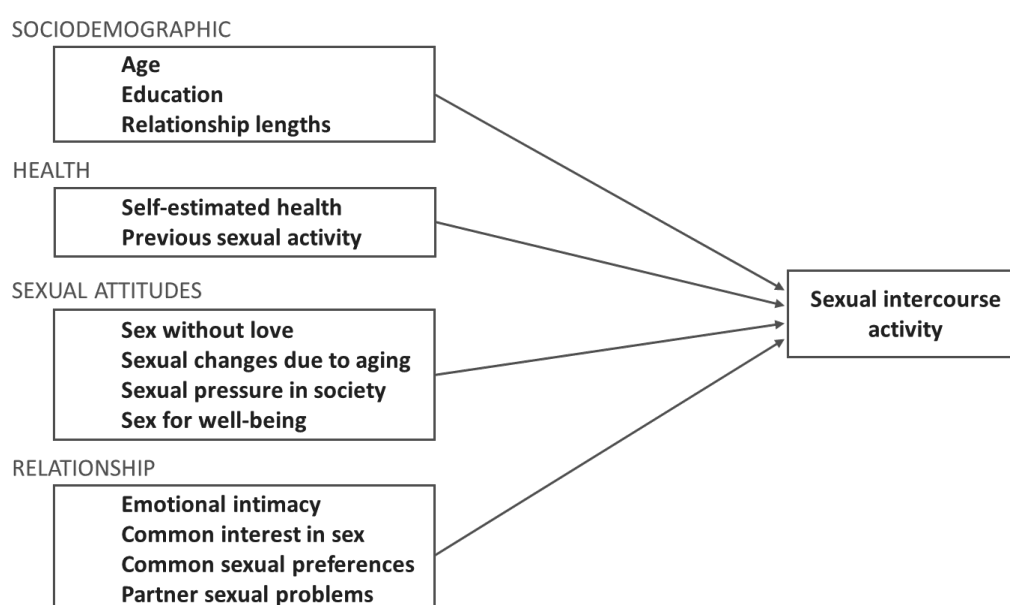 SOCIODEMOGRAPHIC
Age
Education
Relationship lengths
HEALTH
Self-estimated health
Previous sexual activity
SEXUAL ATTITUDES
Sex without love
Sexual changes due to aging
Sexual pressure in society
Sex for well-being
RELATIONSHIP
Emotional intimacy
Common interest in sex
Common sexual preferences
Partner sexual problems
Sexual intercourse
activity